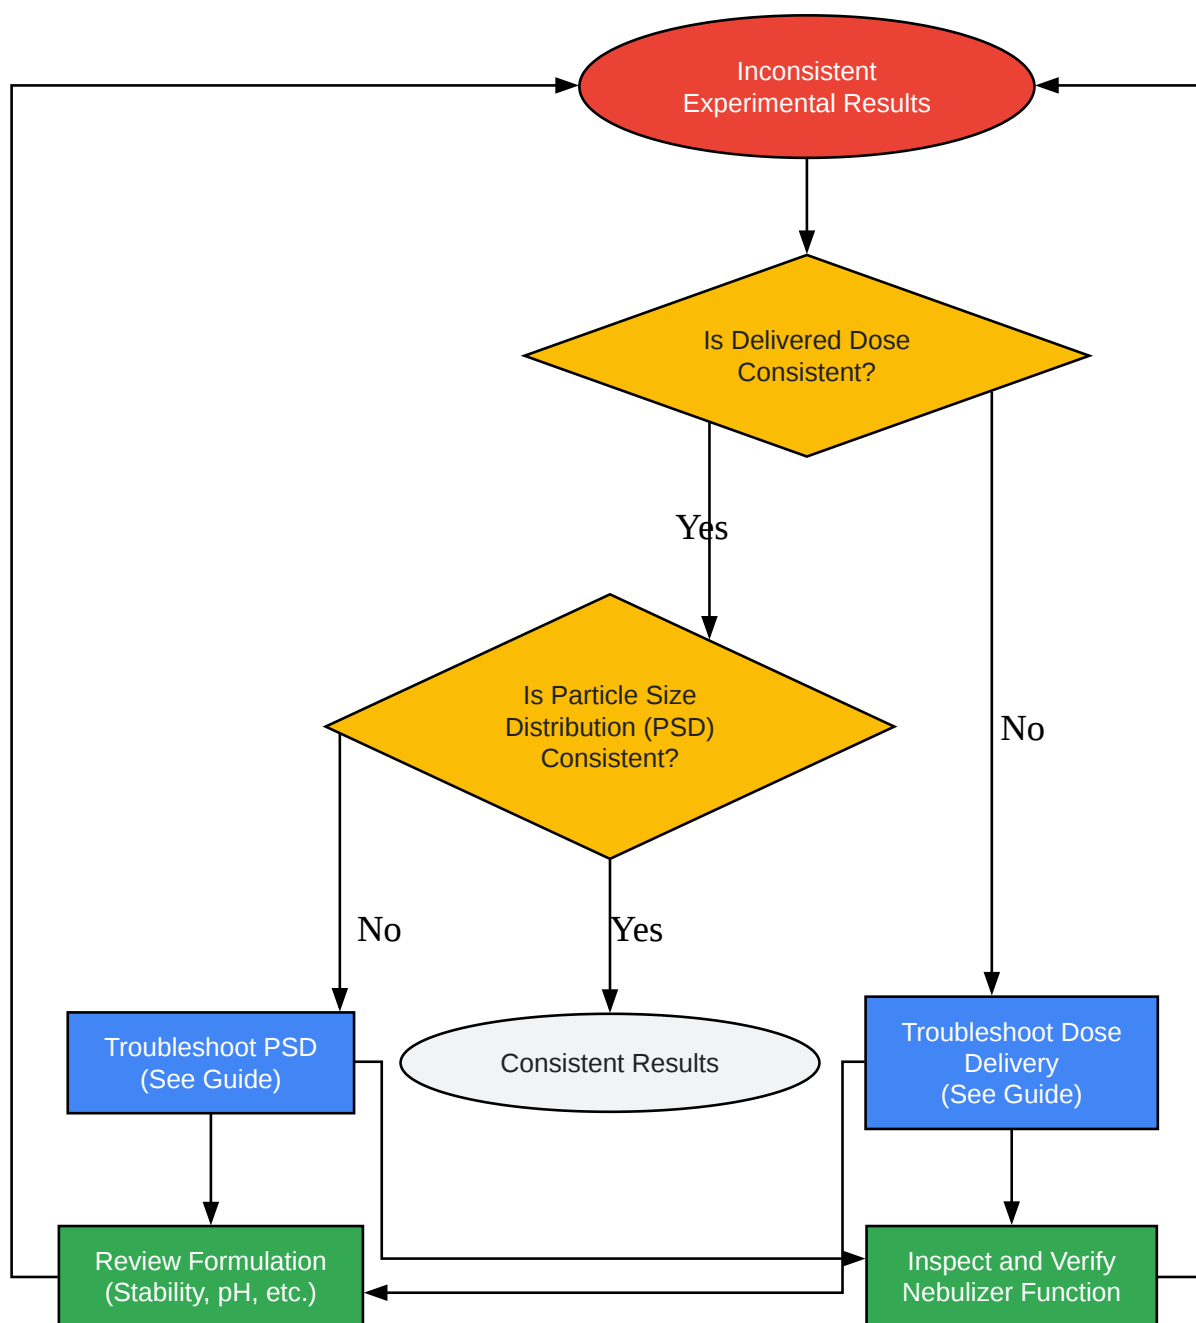 Inconsistent
Experimental Results
Is Delivered Dose
Consistent?
Yes
Is Particle Size
Distribution (PSD)
Consistent?
No
No
Yes
Troubleshoot PSD
(See Guide)
Consistent Results
Troubleshoot Dose
Delivery
(See Guide)
Review Formulation
(Stability, pH, etc.)
Inspect and Verify
Nebulizer Function